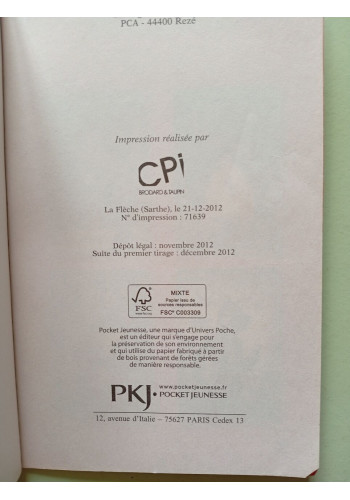 PCA - 44400 Rezé
Impression réalisée par
CPi
BRODARD & TAUPIN
La Flèche (Sarthe), le 21-12-2012
N° d'impression : 71639
Dépôt légal : novembre 2012
Suite du premier tirage : décembre 2012
FSC
www.fsc.org
MIXTE
Papier issu de
sources responsables
FSC® C003309
Pocket Jeunesse, une marque d'Univers Poche,
est un éditeur qui s'engage pour
la préservation de son environnement
et qui utilise du papier fabriqué à partir
de bois provenant de forêts gérées
de manière responsable.
PKJ•
www.pocketjeunesse.fr
POCKET JEUNESSE
12, avenue d'Italie – 75627 PARIS Cedex 13